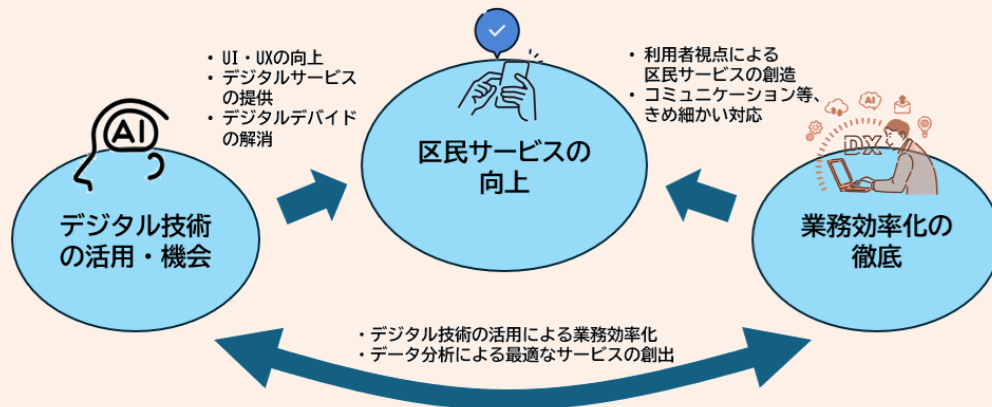 ・ UI・UXの向上
・ デジタルサービス
の提供
・ デジタルデバイド
の解消
・ 利用者視点による
区民サービスの創造
・ コミュニケーション等、
きめ細かい対応
AI
区民サービスの
向上
AI
DX
デジタル技術
の活用・機会
業務効率化の
徹底
・デジタル技術の活用による業務効率化
・データ分析による最適なサービスの創出